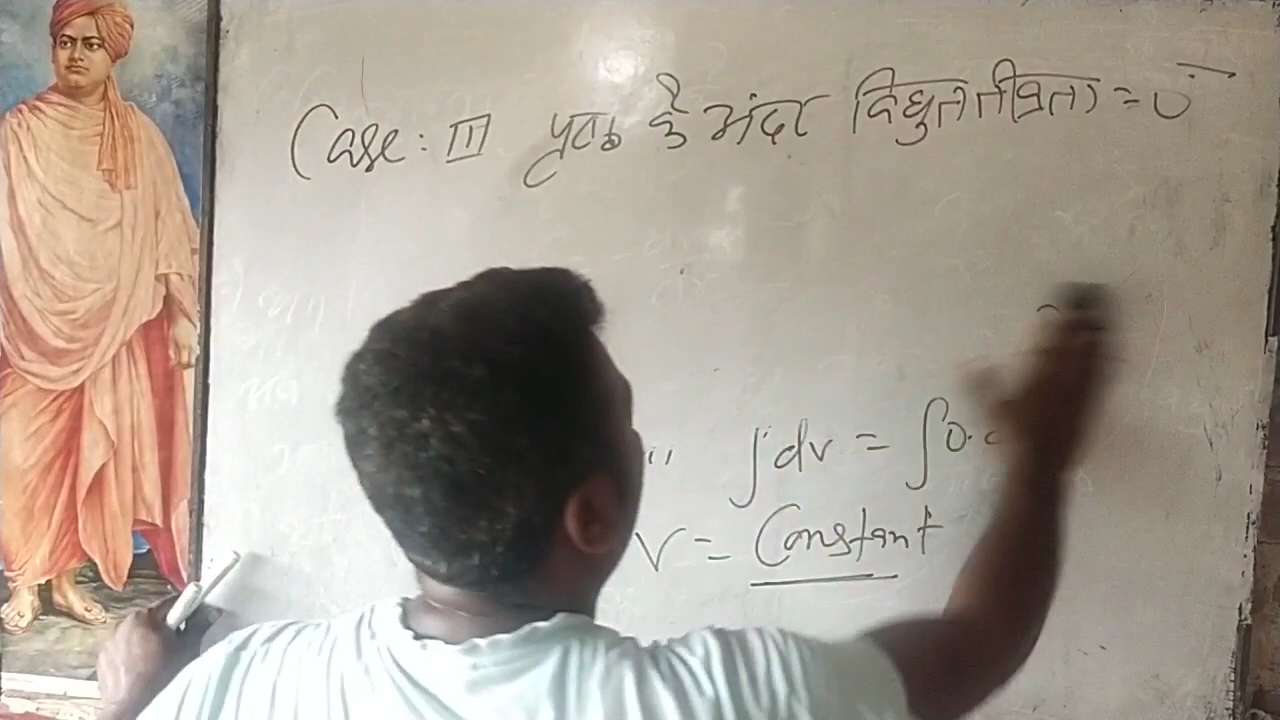 Case: III पृष्ठ के अंदर विधुत तीव्रता = 0
∫dv = ∫0.
V = Constant